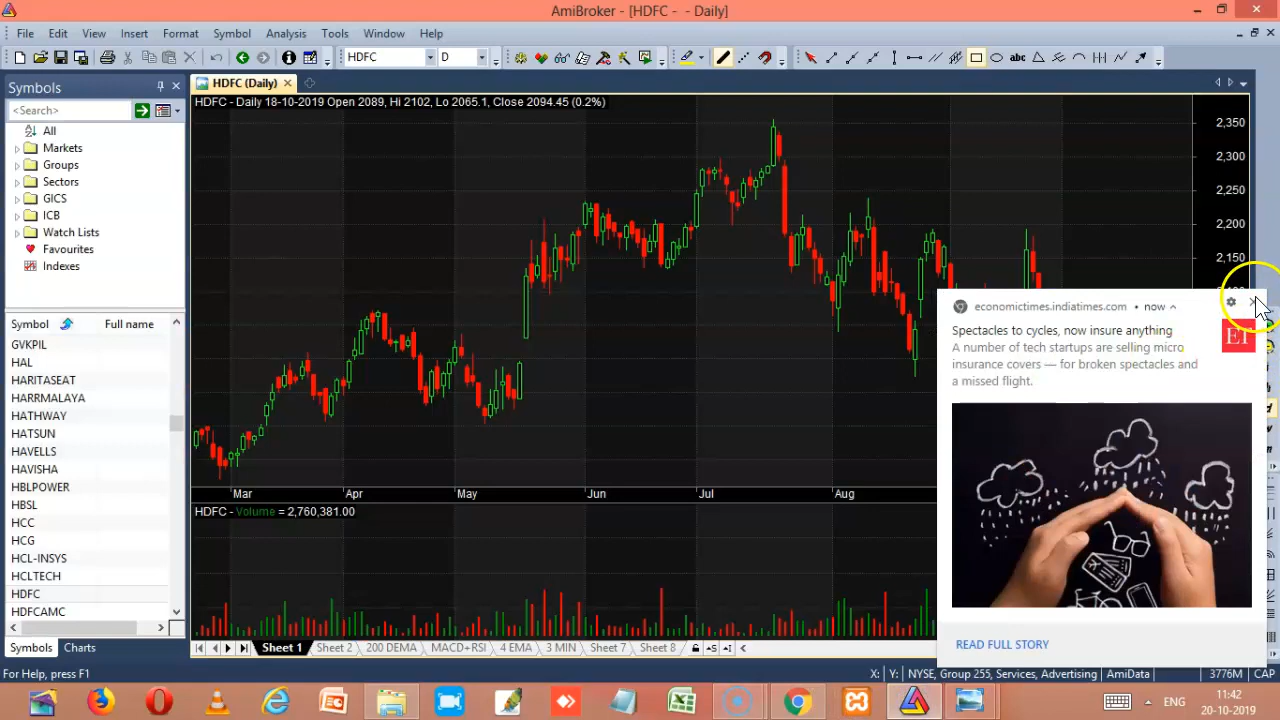 AmiBroker - [HDFC - - Daily]
File Edit View Insert Format Symbol Analysis Tools Window Help
HDFC D abc
Symbols
HDFC (Daily)
<Search>
HDFC - Daily 18-10-2019 Open 2089, Hi 2102, Lo 2065.1, Close 2094.45 (0.2%)
All
Markets
Groups
Sectors
GICS
ICB
Watch Lists
Favourites
Indexes
2,350
2,300
2,250
2,200
2,150
Symbol Full name
GVKPIL
HAL
HARITASEAT
HARRMALAYA
HATHWAY
HATSUN
HAVELLS
HAVISHA
HBLPOWER
HBSL
HCC
HCG
HCL-INSYS
HCLTECH
HDFC
HDFCAMC
Mar Apr May Jun Jul Aug
HDFC - Volume = 2,760,381.00
economictimes.indiatimes.com • now
Spectacles to cycles, now insure anything
ET
A number of tech startups are selling micro
insurance covers — for broken spectacles and
a missed flight.
READ FULL STORY
Symbols Charts
Sheet 1 Sheet 2 200 DEMA MACD+RSI 4 EMA 3 MIN Sheet 7 Sheet 8
For Help, press F1
X: Y: NYSE, Group 255, Services, Advertising AmiData 3776M CAP
ENG
11:42
20-10-2019